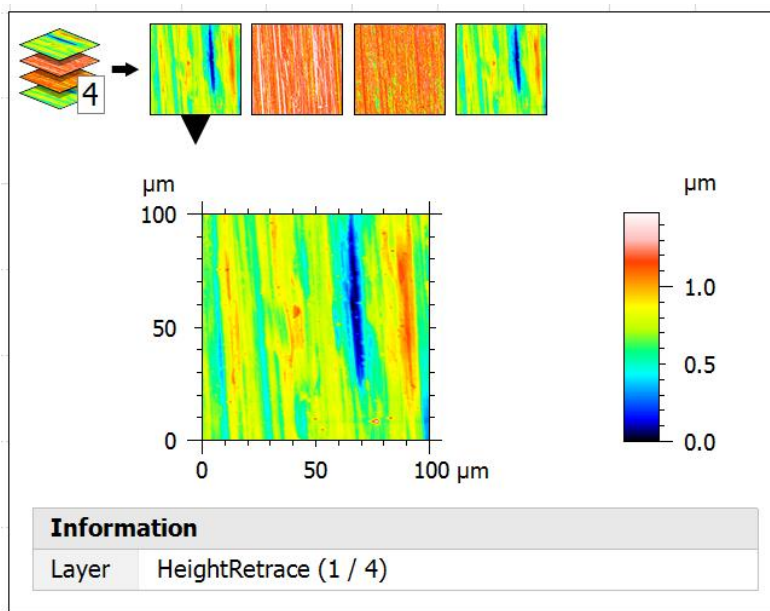 4
µm
100
50
0
0
50
100 µm
µm
1.0
0.5
0.0
Information
Layer HeightRetrace (1 / 4)